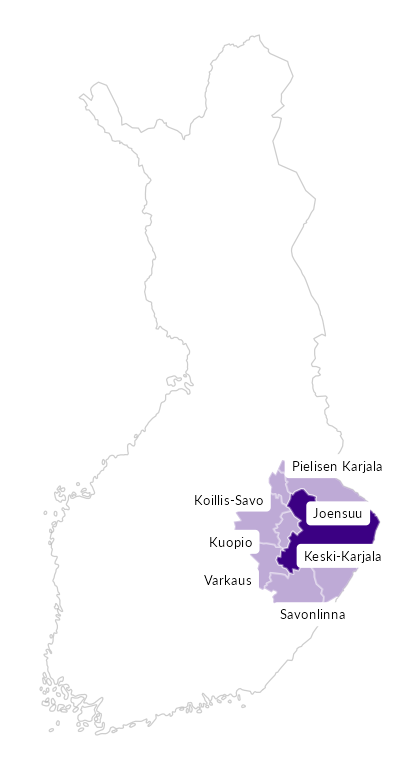 Pielisen Karjala
Koillis-Savo
Joensuu
Kuopio
Keski-Karjala
Varkaus
Savonlinna